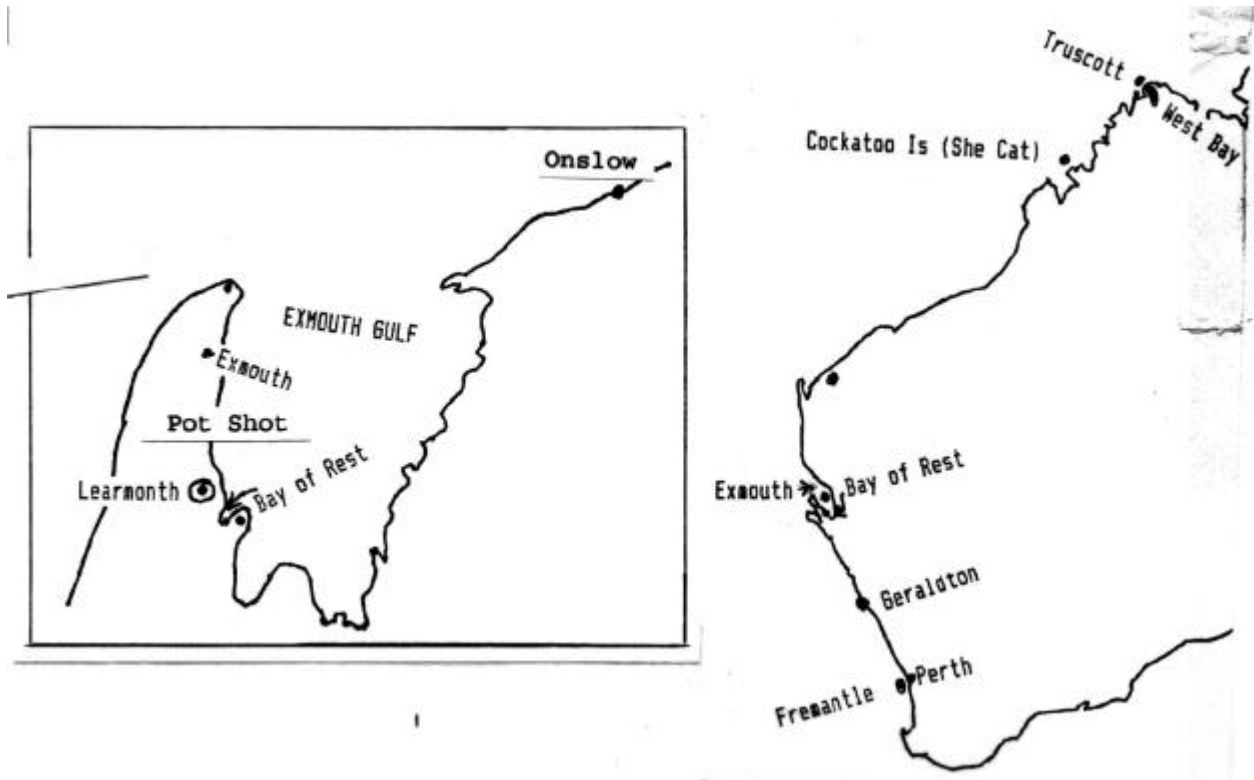 Onslow
EXMOUTH GULF
Exmouth
Pot Shot
Learmonth
Bay of Rest
Truscott
West Bay
Cockatoo Is (She Cat)
Exmouth
Bay of Rest
Geraldton
Perth
Fremantle